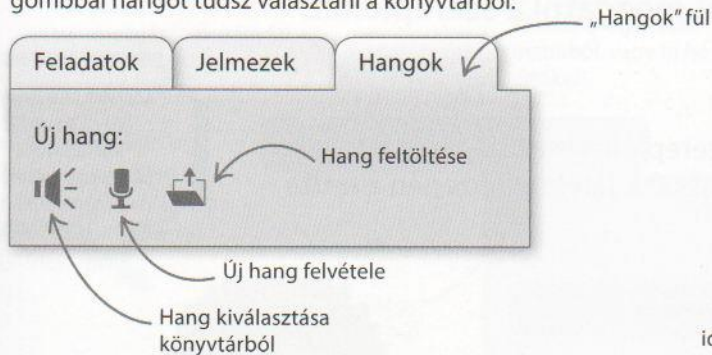 gombbal hangot tudsz választani a könyvtárból.
„Hangok” fül
Feladatok Jelmezek Hangok
Új hang:
Hang feltöltése
Új hang felvétele
Hang kiválasztása
könyvtárból